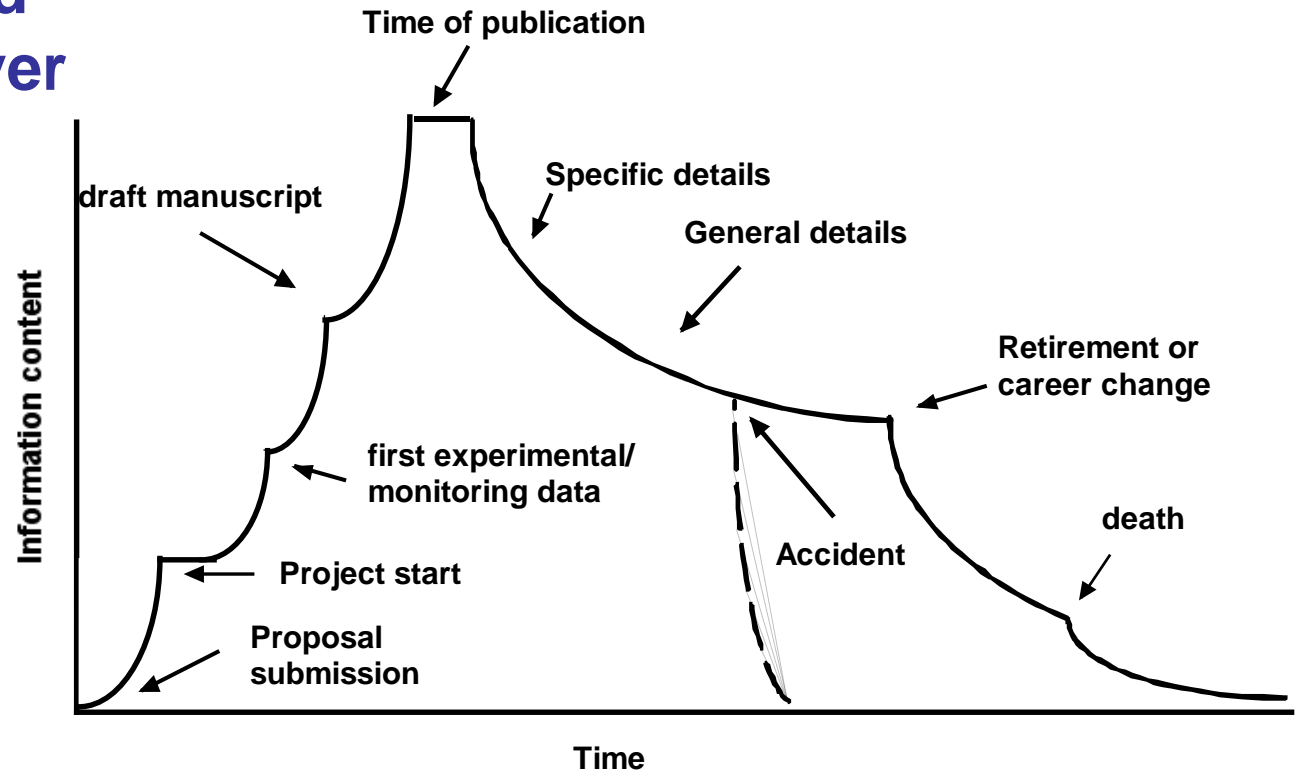 Time of publication
draft manuscript
Specific details
General details
Retirement or
career change
first experimental/
monitoring data
death
Accident
Project start
Proposal
submission
Information content
Time